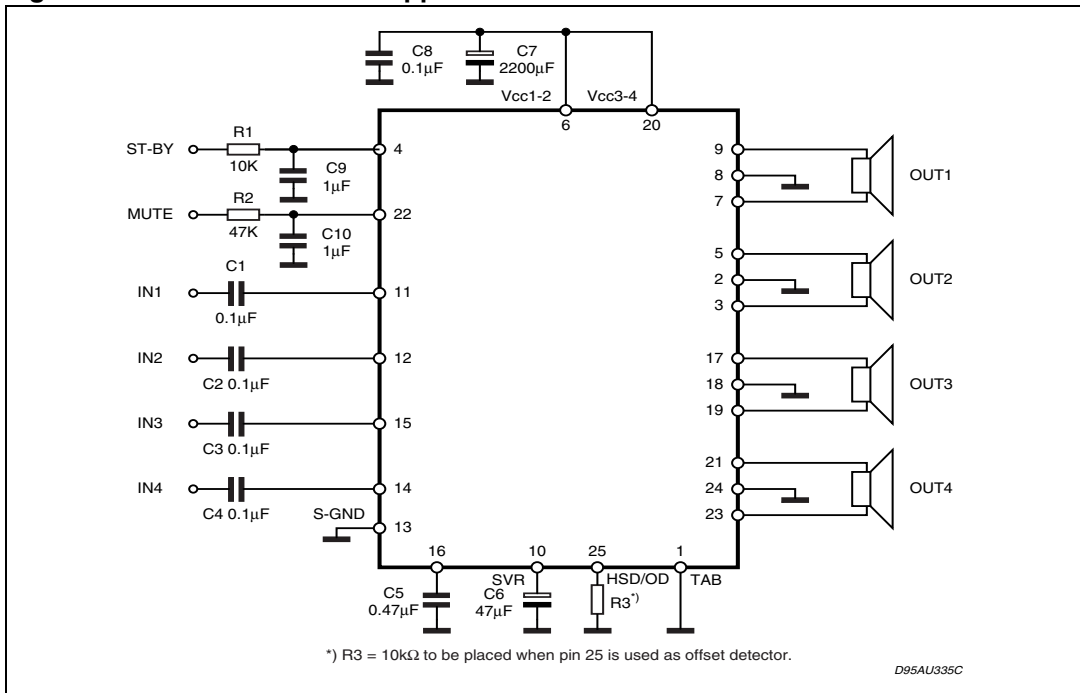 C8
0.1µF
C7
2200µF
Vcc1-2
Vcc3-4
6
20
ST-BY
R1
10K
C9
1µF
4
MUTE
R2
47K
C10
1µF
22
IN1
C1
0.1µF
11
IN2
C2 0.1µF
12
IN3
C3 0.1µF
15
IN4
C4 0.1µF
14
S-GND
13
9
8
7
OUT1
5
2
3
OUT2
17
18
19
OUT3
21
24
23
OUT4
16
10
25
1
SVR
HSD/OD
TAB
C5
0.47µF
C6
47µF
R3*)
*) R3 = 10kΩ to be placed when pin 25 is used as offset detector.
D95AU335C